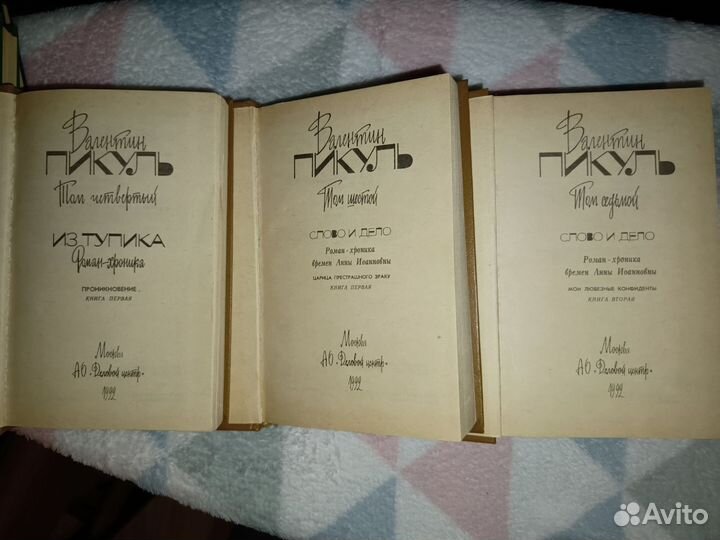 Валентин
ПИКУЛЬ
Том четвертый
ИЗ ТУПИКА
Роман-хроника
ПРОНИКНОВЕНИЕ
КНИГА ПЕРВАЯ
Москва
АО «Деловой центр»
1992
Валентин
ПИКУЛЬ
Том шестой
СЛОВО И ДЕЛО
Роман-хроника
времен Анны Иоанновны
ЦАРИЦА ПРЕСТРАШНОГО ЗРАКУ
КНИГА ПЕРВАЯ
Москва
АО «Деловой центр»
1992
Валентин
ПИКУЛЬ
Том седьмой
СЛОВО И ДЕЛО
Роман-хроника
времен Анны Иоанновны
МОИ ЛЮБЕЗНЫЕ КОНФИДЕНТЫ
КНИГА ВТОРАЯ
Москва
АО «Деловой центр»
1992
Avito